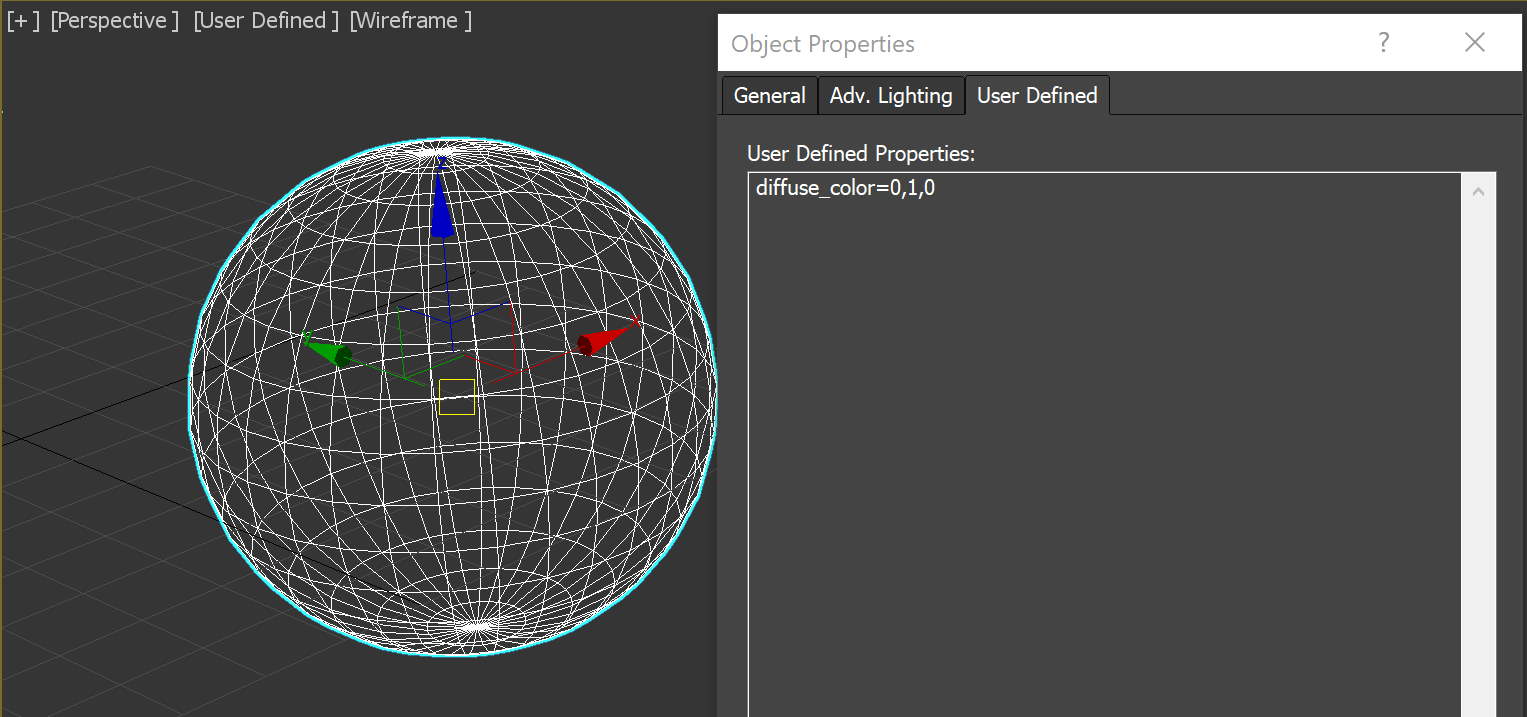 [+ ] [Perspective ] [User Defined ] [Wireframe ]
Object Properties
?
General
Adv. Lighting
User Defined
User Defined Properties:
diffuse_color=0,1,0
z
y
x